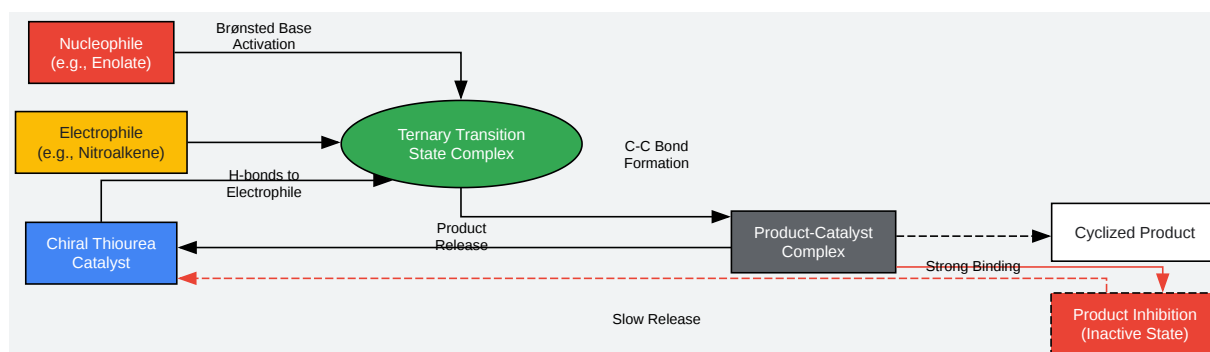 Brønsted Base
Activation
Nucleophile
(e.g., Enolate)
Electrophile
(e.g., Nitroalkene)
Ternary Transition
State Complex
C-C Bond
Formation
H-bonds to
Electrophile
Chiral Thiourea
Catalyst
Product
Release
Product-Catalyst
Complex
Cyclized Product
Strong Binding
Slow Release
Product Inhibition
(Inactive State)